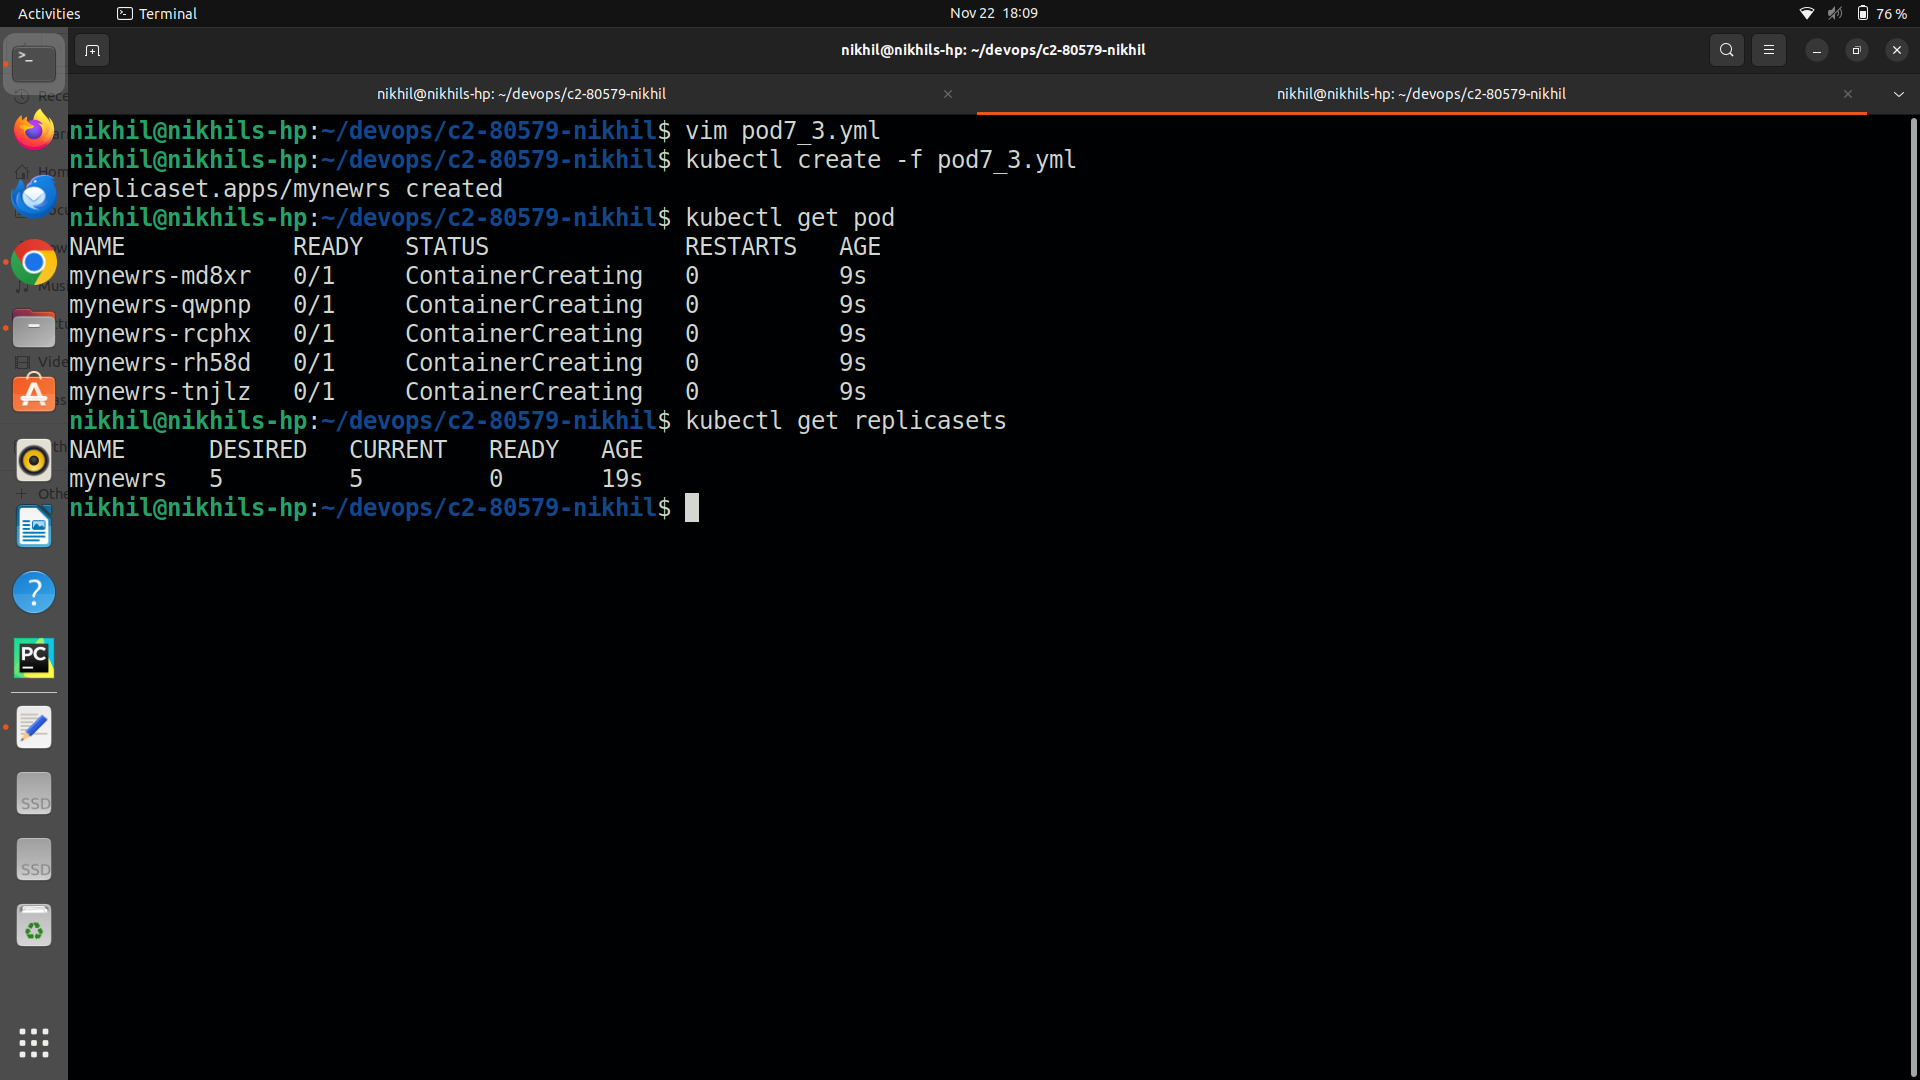 Activities Terminal Nov 22 18:09 76 %
nikhil@nikhils-hp: ~/devops/c2-80579-nikhil
nikhil@nikhils-hp: ~/devops/c2-80579-nikhil nikhil@nikhils-hp: ~/devops/c2-80579-nikhil
nikhil@nikhils-hp:~/devops/c2-80579-nikhil$ vim pod7_3.yml
nikhil@nikhils-hp:~/devops/c2-80579-nikhil$ kubectl create -f pod7_3.yml
replicaset.apps/mynewrs created
nikhil@nikhils-hp:~/devops/c2-80579-nikhil$ kubectl get pod
NAME READY STATUS RESTARTS AGE
mynewrs-md8xr 0/1 ContainerCreating 0 9s
mynewrs-qwpnp 0/1 ContainerCreating 0 9s
mynewrs-rcphx 0/1 ContainerCreating 0 9s
mynewrs-rh58d 0/1 ContainerCreating 0 9s
mynewrs-tnjlz 0/1 ContainerCreating 0 9s
nikhil@nikhils-hp:~/devops/c2-80579-nikhil$ kubectl get replicasets
NAME DESIRED CURRENT READY AGE
mynewrs 5 5 0 19s
nikhil@nikhils-hp:~/devops/c2-80579-nikhil$
PC
SSD
SSD